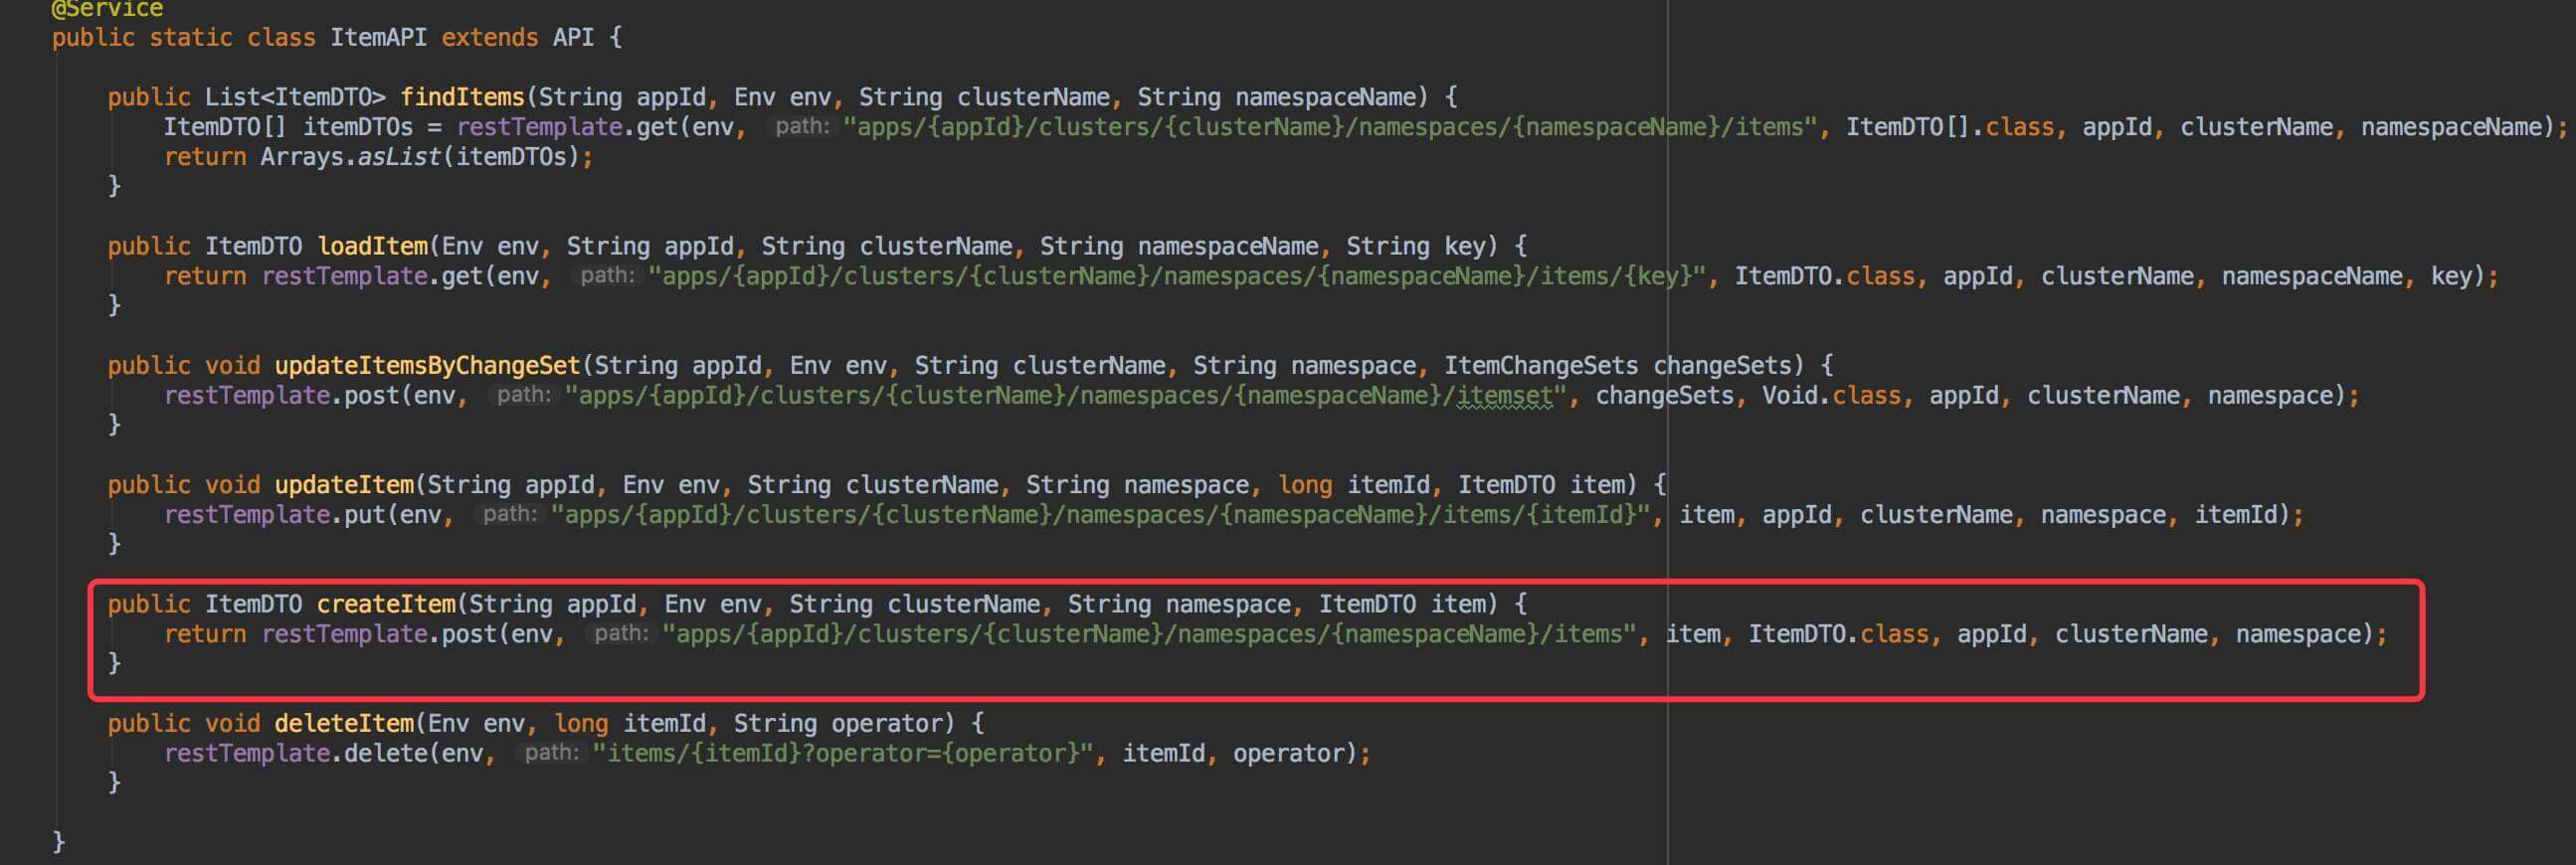 @Service
public static class ItemAPI extends API {
public List<ItemDTO> findItems(String appId, Env env, String clusterName, String namespaceName) {
ItemDTO[] itemDTOs = restTemplate.get(env, path: "apps/{appId}/clusters/{clusterName}/namespaces/{namespaceName}/items", ItemDTO[].class, appId, clusterName, namespaceName);
return Arrays.asList(itemDTOs);
}
public ItemDTO loadItem(Env env, String appId, String clusterName, String namespaceName, String key) {
return restTemplate.get(env, path: "apps/{appId}/clusters/{clusterName}/namespaces/{namespaceName}/items/{key}", ItemDTO.class, appId, clusterName, namespaceName, key);
}
public void updateItemsByChangeSet(String appId, Env env, String clusterName, String namespace, ItemChangeSets changeSets) {
restTemplate.post(env, path: "apps/{appId}/clusters/{clusterName}/namespaces/{namespaceName}/itemset", changeSets, Void.class, appId, clusterName, namespace);
}
public void updateItem(String appId, Env env, String clusterName, String namespace, long itemId, ItemDTO item) {
restTemplate.put(env, path: "apps/{appId}/clusters/{clusterName}/namespaces/{namespaceName}/items/{itemId}", item, appId, clusterName, namespace, itemId);
}
public ItemDTO createItem(String appId, Env env, String clusterName, String namespace, ItemDTO item) {
return restTemplate.post(env, path: "apps/{appId}/clusters/{clusterName}/namespaces/{namespaceName}/items", item, ItemDTO.class, appId, clusterName, namespace);
}
public void deleteItem(Env env, long itemId, String operator) {
restTemplate.delete(env, path: "items/{itemId}?operator={operator}", itemId, operator);
}
}